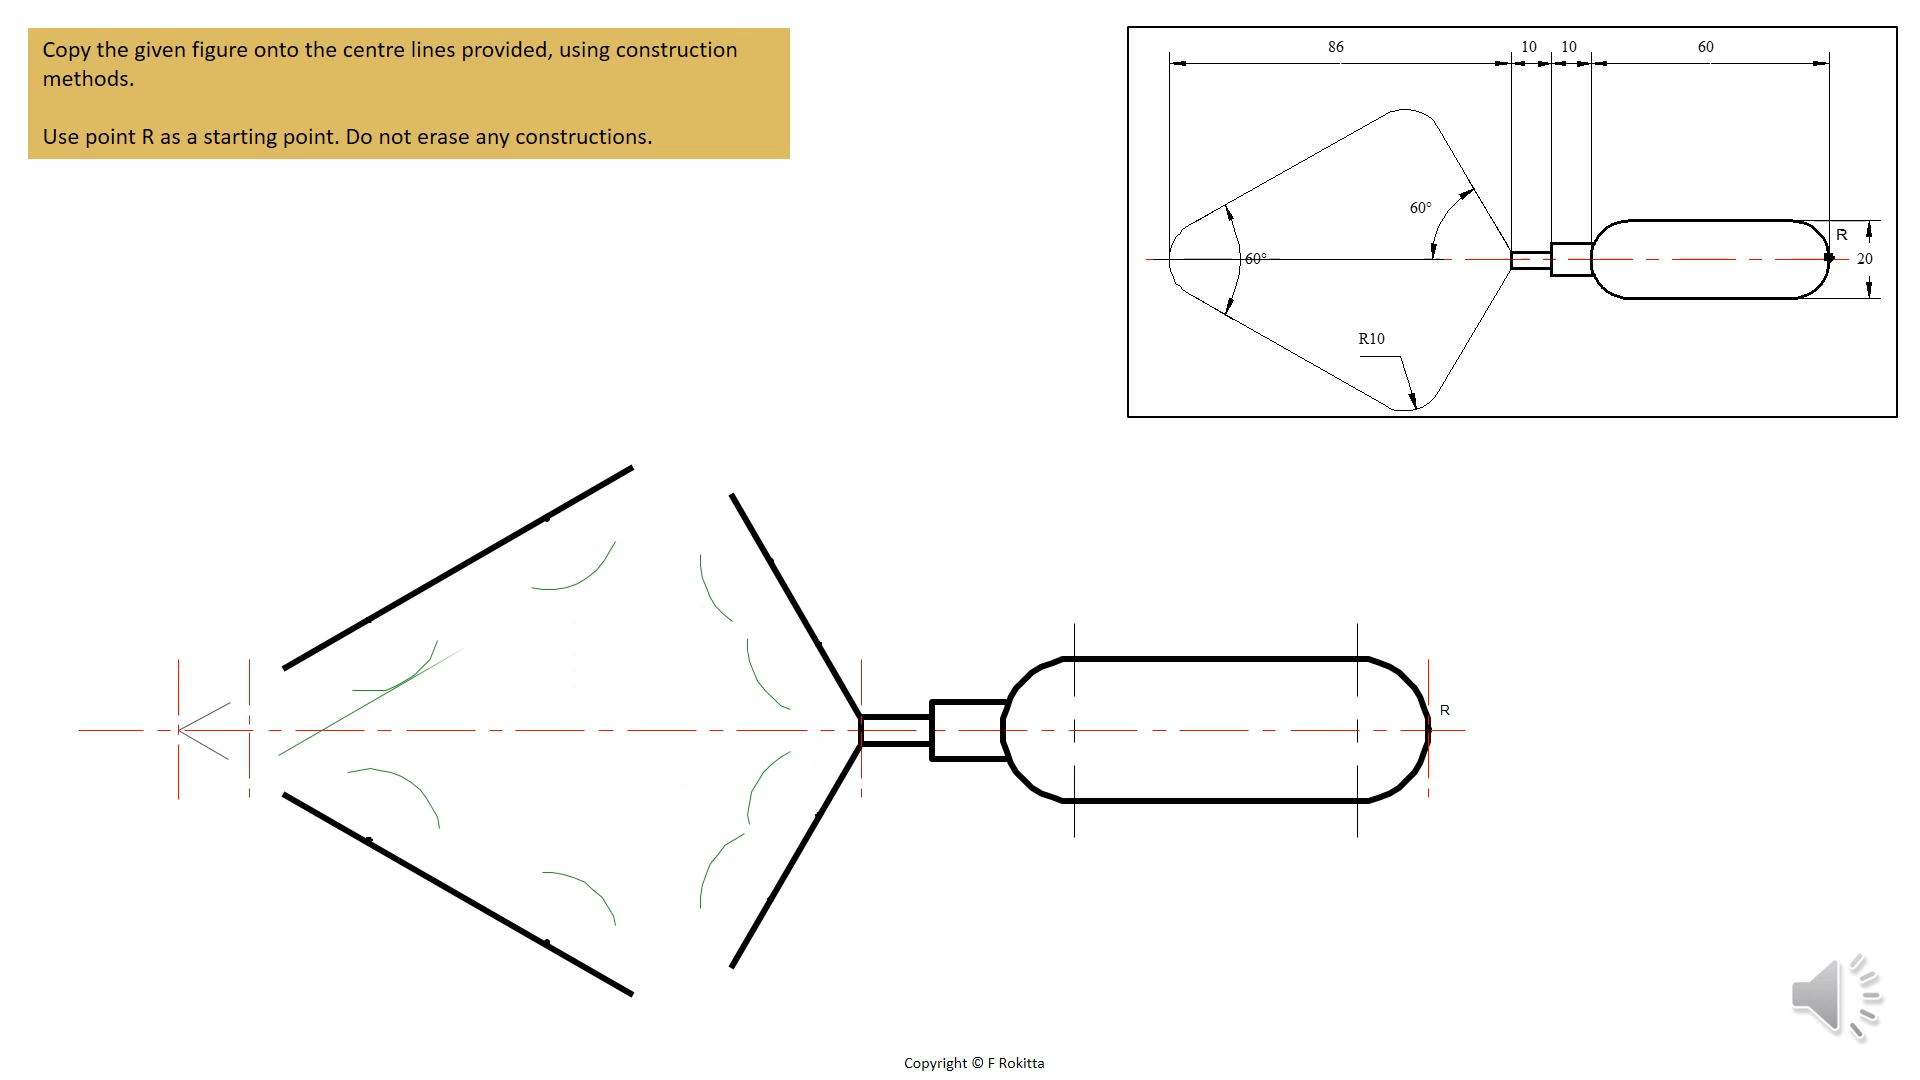 Copy the given figure onto the centre lines provided, using construction
methods.
Use point R as a starting point. Do not erase any constructions.
86
10
10
60
60°
60°
R
20
R10
R
Copyright © F Rokitta